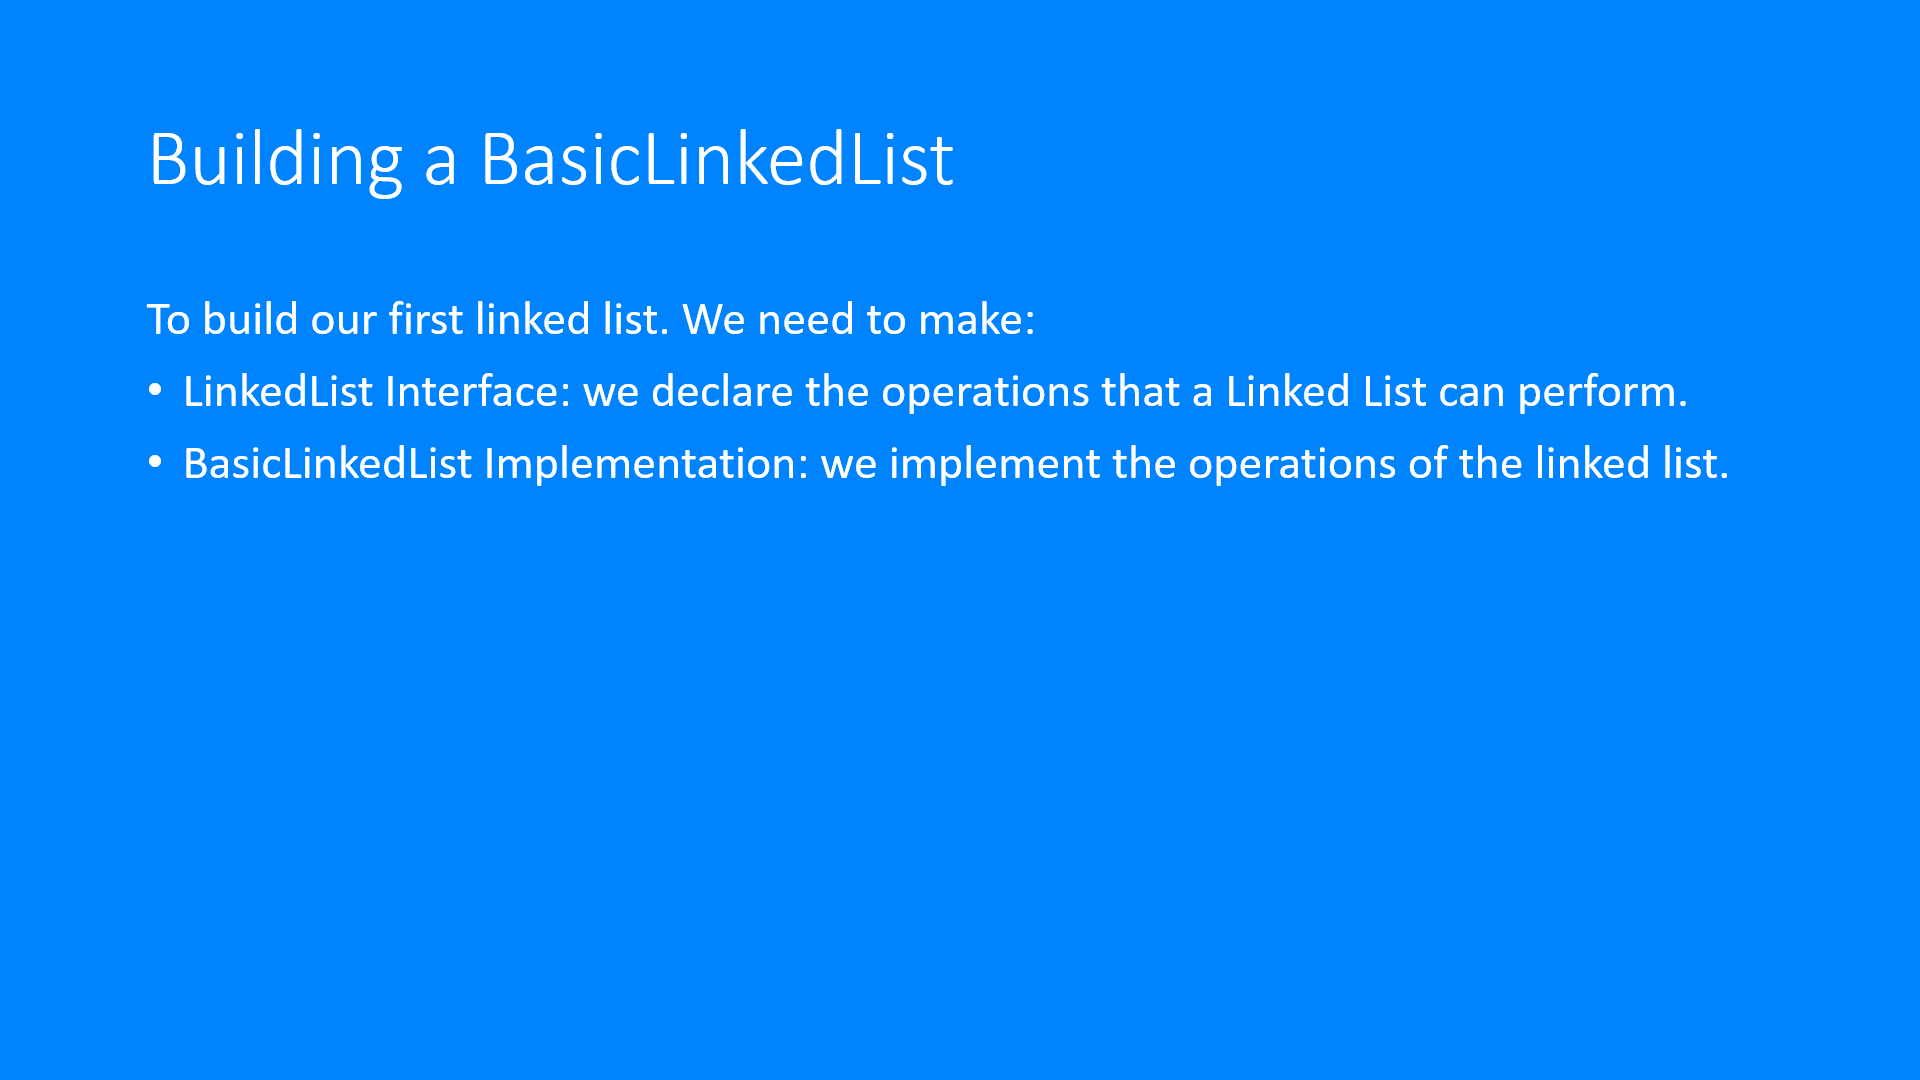 Building a BasicLinkedList
To build our first linked list. We need to make:
• LinkedList Interface: we declare the operations that a Linked List can perform.
• BasicLinkedList Implementation: we implement the operations of the linked list.